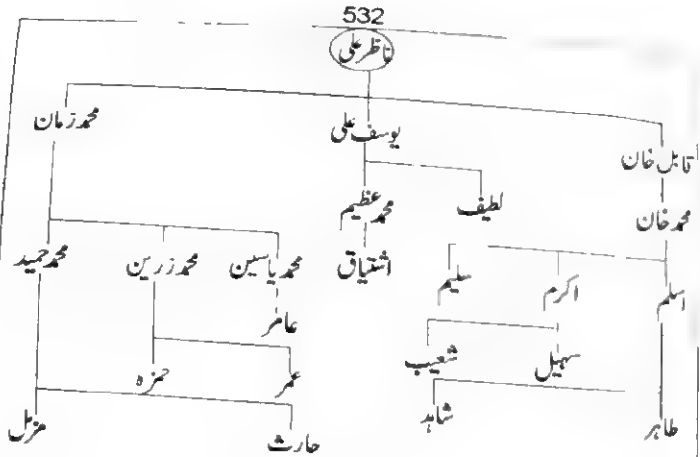 532
ناظر علی
قابل خان
یوسف علی
محمد زمان
محمد خان
لطیف
محمد عظیم
اسلم
اکرم
سلیم
اشتیاق
محمد یاسین
محمد زرین
محمد حمید
عامر
سہیل
شعیب
عمر
حمزہ
طاہر
شاہد
حارث
مزمل